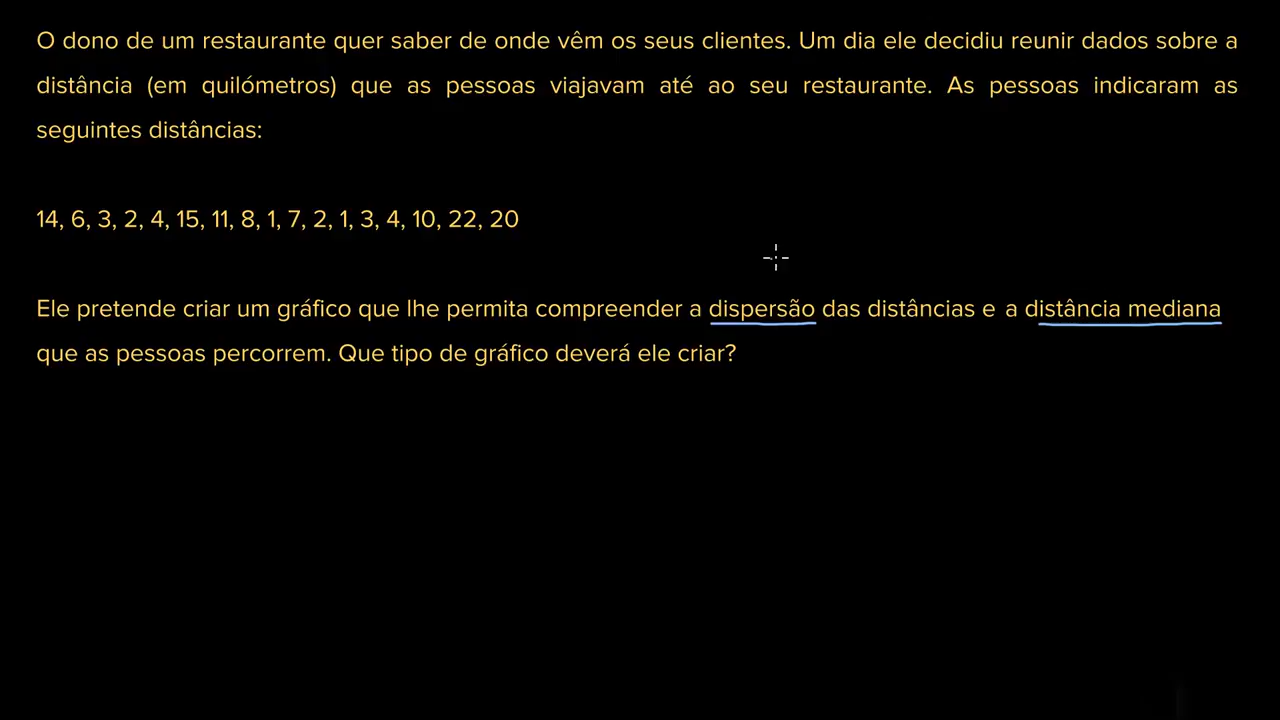 O dono de um restaurante quer saber de onde vêm os seus clientes. Um dia ele decidiu reunir dados sobre a
distância (em quilómetros) que as pessoas viajavam até ao seu restaurante. As pessoas indicaram as
seguintes distâncias:
14, 6, 3, 2, 4, 15, 11, 8, 1, 7, 2, 1, 3, 4, 10, 22, 20
Ele pretende criar um gráfico que lhe permita compreender a dispersão das distâncias e a distância mediana
que as pessoas percorrem. Que tipo de gráfico deverá ele criar?